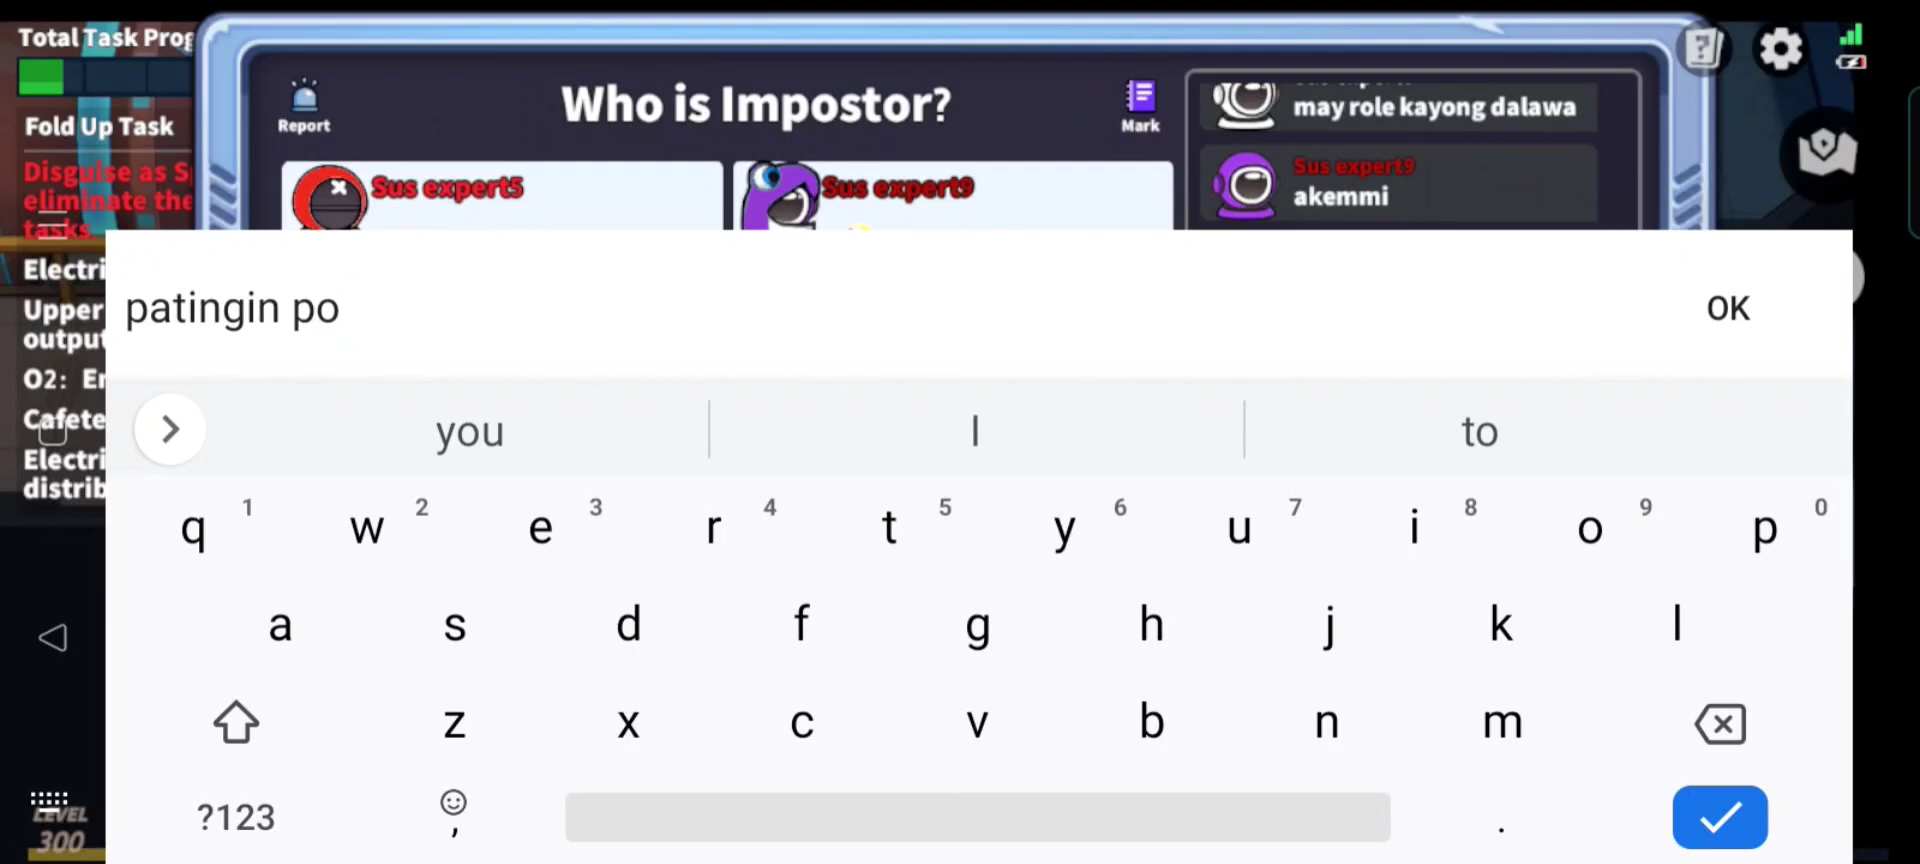 Total Task Prog
Fold Up Task
Disguise as S
eliminate the
tasks
Electri
Upper
output
O2: En
Cafete
Electri
distrib
LEVEL
300
Report
Who is Impostor?
Mark
Sus expert5
Sus expert9
may role kayong dalawa
Sus expert9
akemmi
patingin po
OK
you
I
to
q 1 w 2 e 3 r 4 t 5 y 6 u 7 i 8 o 9 p 0
a s d f g h j k l
z x c v b n m
?123 , .